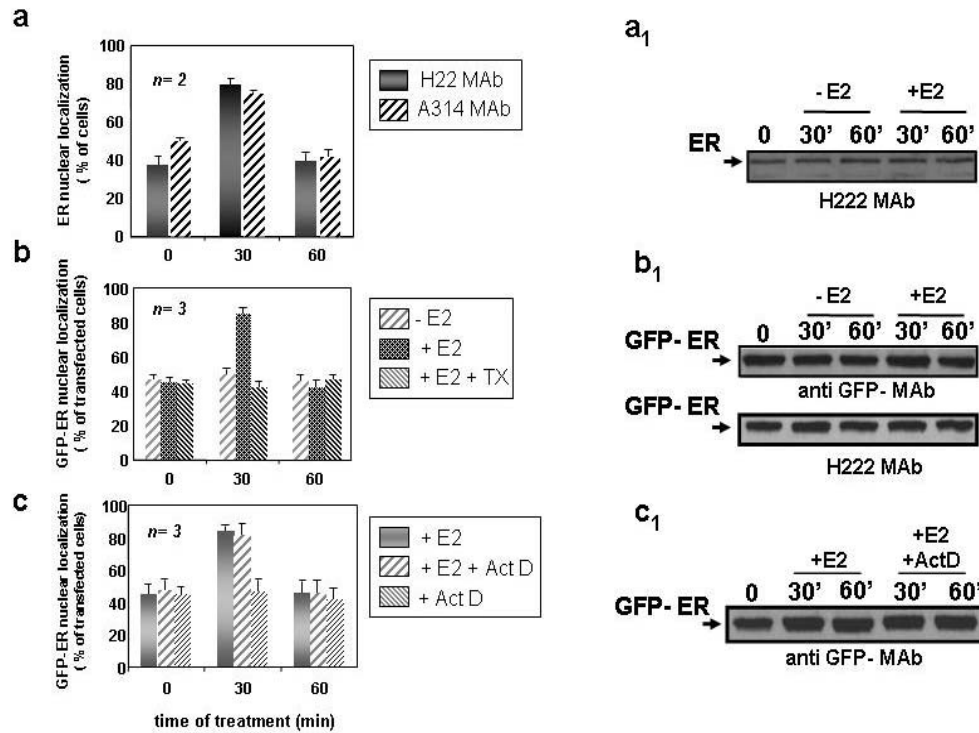 a
ER nuclear localization
( % of cells)
100
80
60
40
20
0
n= 2
0 30 60
H22 MAb
A314 MAb
a1
- E2 +E2
0 30' 60' 30' 60'
ER
H222 MAb
b
GFP-ER nuclear localization
( % of transfected cells)
100
80
60
40
20
0
n= 3
0 30 60
- E2
+ E2
+ E2 + TX
b1
- E2 +E2
0 30' 60' 30' 60'
GFP- ER
anti GFP- MAb
GFP- ER
H222 MAb
c
GFP-ER nuclear localization
( % of transfected cells)
100
80
60
40
20
0
n= 3
0 30 60
time of treatment (min)
+ E2
+ E2 + Act D
+ Act D
c1
+E2
+E2 +ActD
0 30' 60' 30' 60'
GFP- ER
anti GFP- MAb